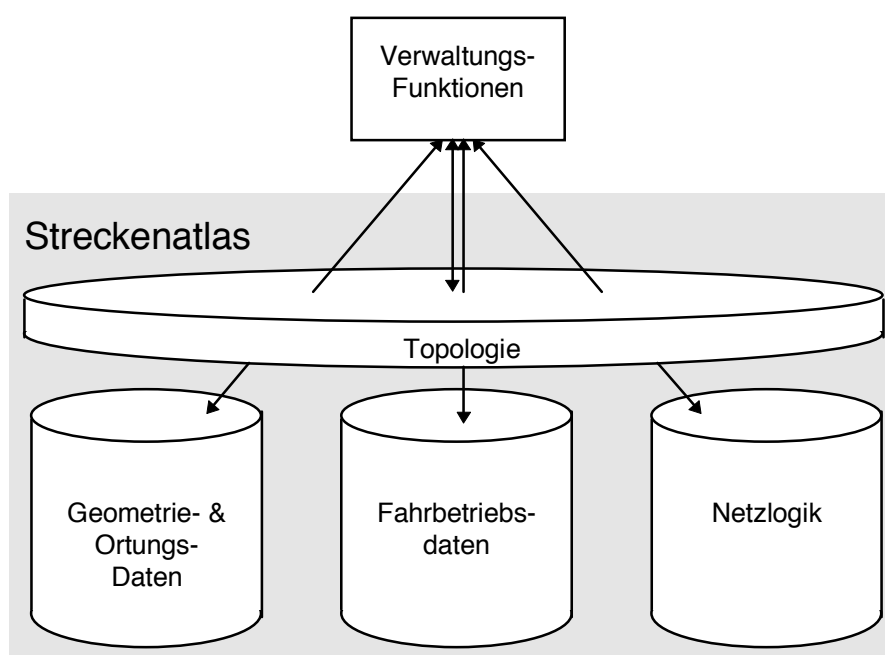 Verwaltungs-
Funktionen
Streckenatlas
Topologie
Geometrie- &
Ortungs-
Daten
Fahrbetriebs-
daten
Netzlogik